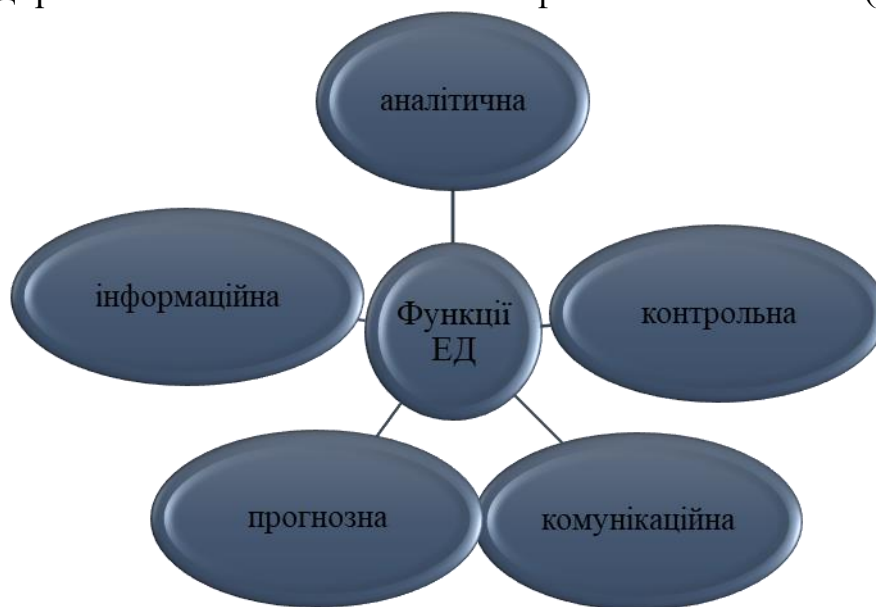 аналітична
інформаційна
Функції
ЕД
контрольна
прогнозна
комунікаційна